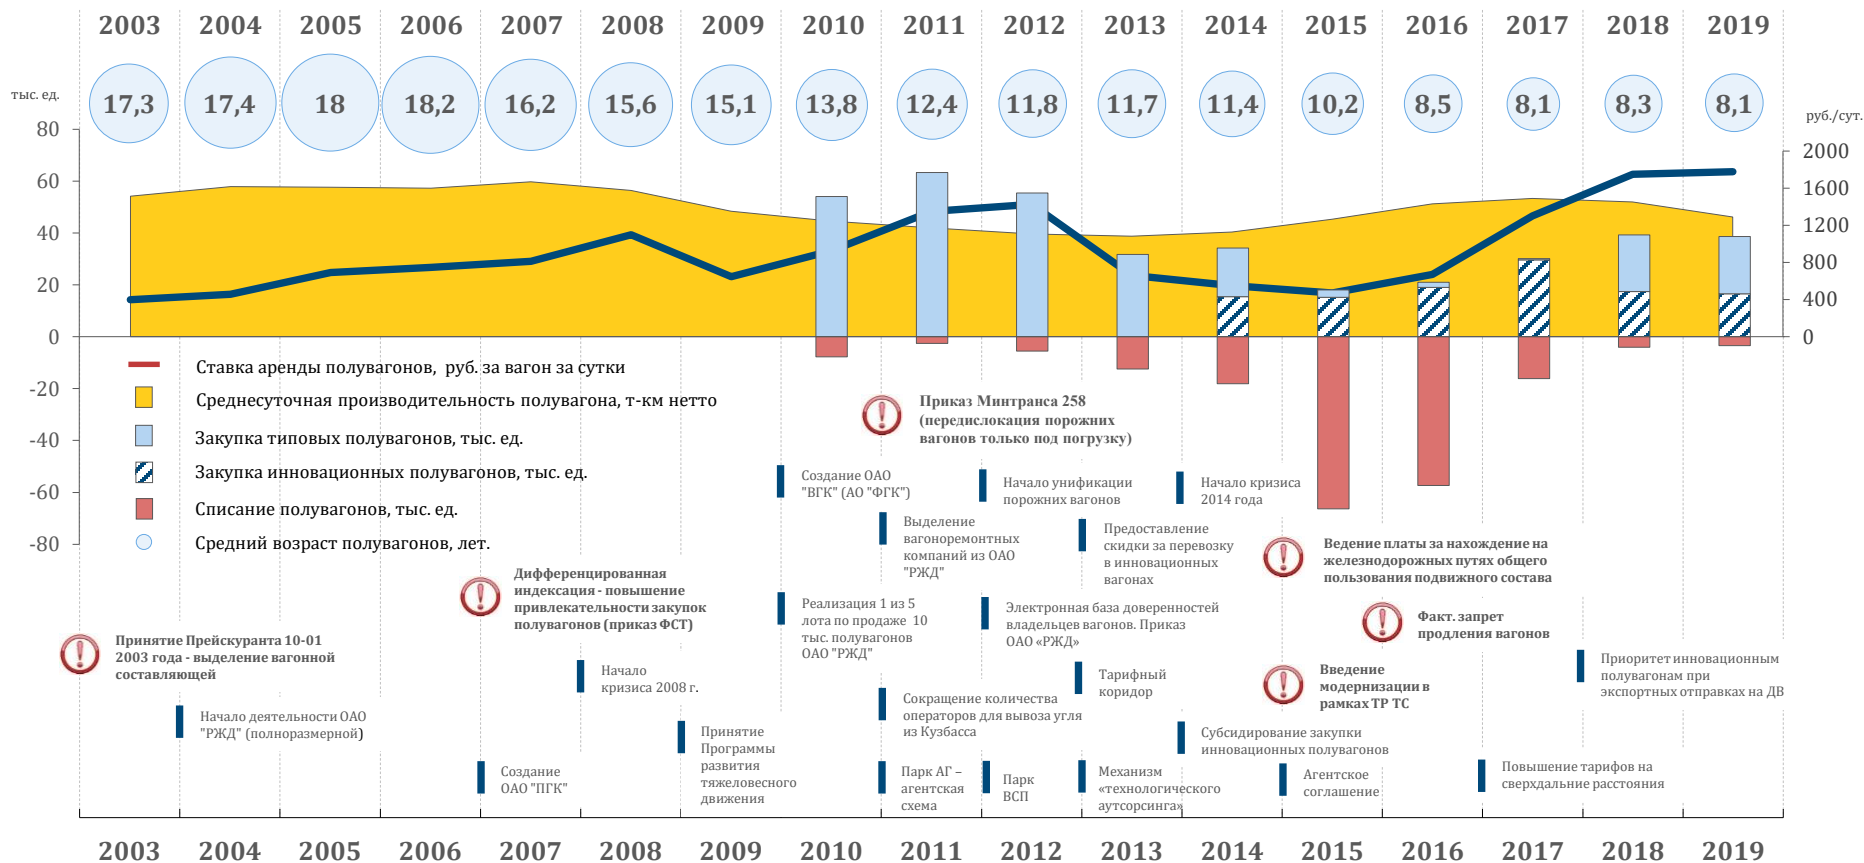 2003 2004 2005 2006 2007 2008 2009 2010 2011 2012 2013 2014 2015 2016 2017 2018 2019
тыс. ед.
17,3 17,4 18 18,2 16,2 15,6 15,1 13,8 12,4 11,8 11,7 11,4 10,2 8,5 8,1 8,3 8,1
руб./сут.
80
60
40
20
0
-20
-40
-60
-80
2000
1600
1200
800
400
0
Ставка аренды полувагонов, руб. за вагон за сутки
Среднесуточная производительность полувагона, т-км нетто
Закупка типовых полувагонов, тыс. ед.
Закупка инновационных полувагонов, тыс. ед.
Списание полувагонов, тыс. ед.
Средний возраст полувагонов, лет.
Приказ Минтранса 258
(передислокация порожних
вагонов только под погрузку)
Создание ОАО
"ВГК" (АО "ФГК")
Начало унификации
порожних вагонов
Начало кризиса
2014 года
Выделение
вагоноремонтных
компаний из ОАО
"РЖД"
Предоставление
скидки за перевозку
в инновационных
вагонах
Ведение платы за нахождение на
железнодорожных путях общего
пользования подвижного состава
Дифференцированная
индексация - повышение
привлекательности закупок
полувагонов (приказ ФСТ)
Реализация 1 из 5
лота по продаже 10
тыс. полувагонов
ОАО "РЖД"
Электронная база доверенностей
владельцев вагонов. Приказ
ОАО «РЖД»
Факт. запрет
продления вагонов
Принятие Прейскуранта 10-01
2003 года - выделение вагонной
составляющей
Начало
кризиса 2008 г.
Тарифный
коридор
Введение
модернизации в
рамках ТР ТС
Приоритет инновационным
полувагонам при
экспортных отправках на ДВ
Начало деятельности ОАО
"РЖД" (полноразмерной)
Сокращение количества
операторов для вывоза угля
из Кузбасса
Принятие
Программы
развития
тяжеловесного
движения
Субсидирование закупки
инновационных полувагонов
Создание
ОАО "ПГК"
Парк АГ –
агентская
схема
Парк
ВСП
Механизм
«технологического
аутсорсинга»
Агентское
соглашение
Повышение тарифов на
сверхдальние расстояния
2003 2004 2005 2006 2007 2008 2009 2010 2011 2012 2013 2014 2015 2016 2017 2018 2019